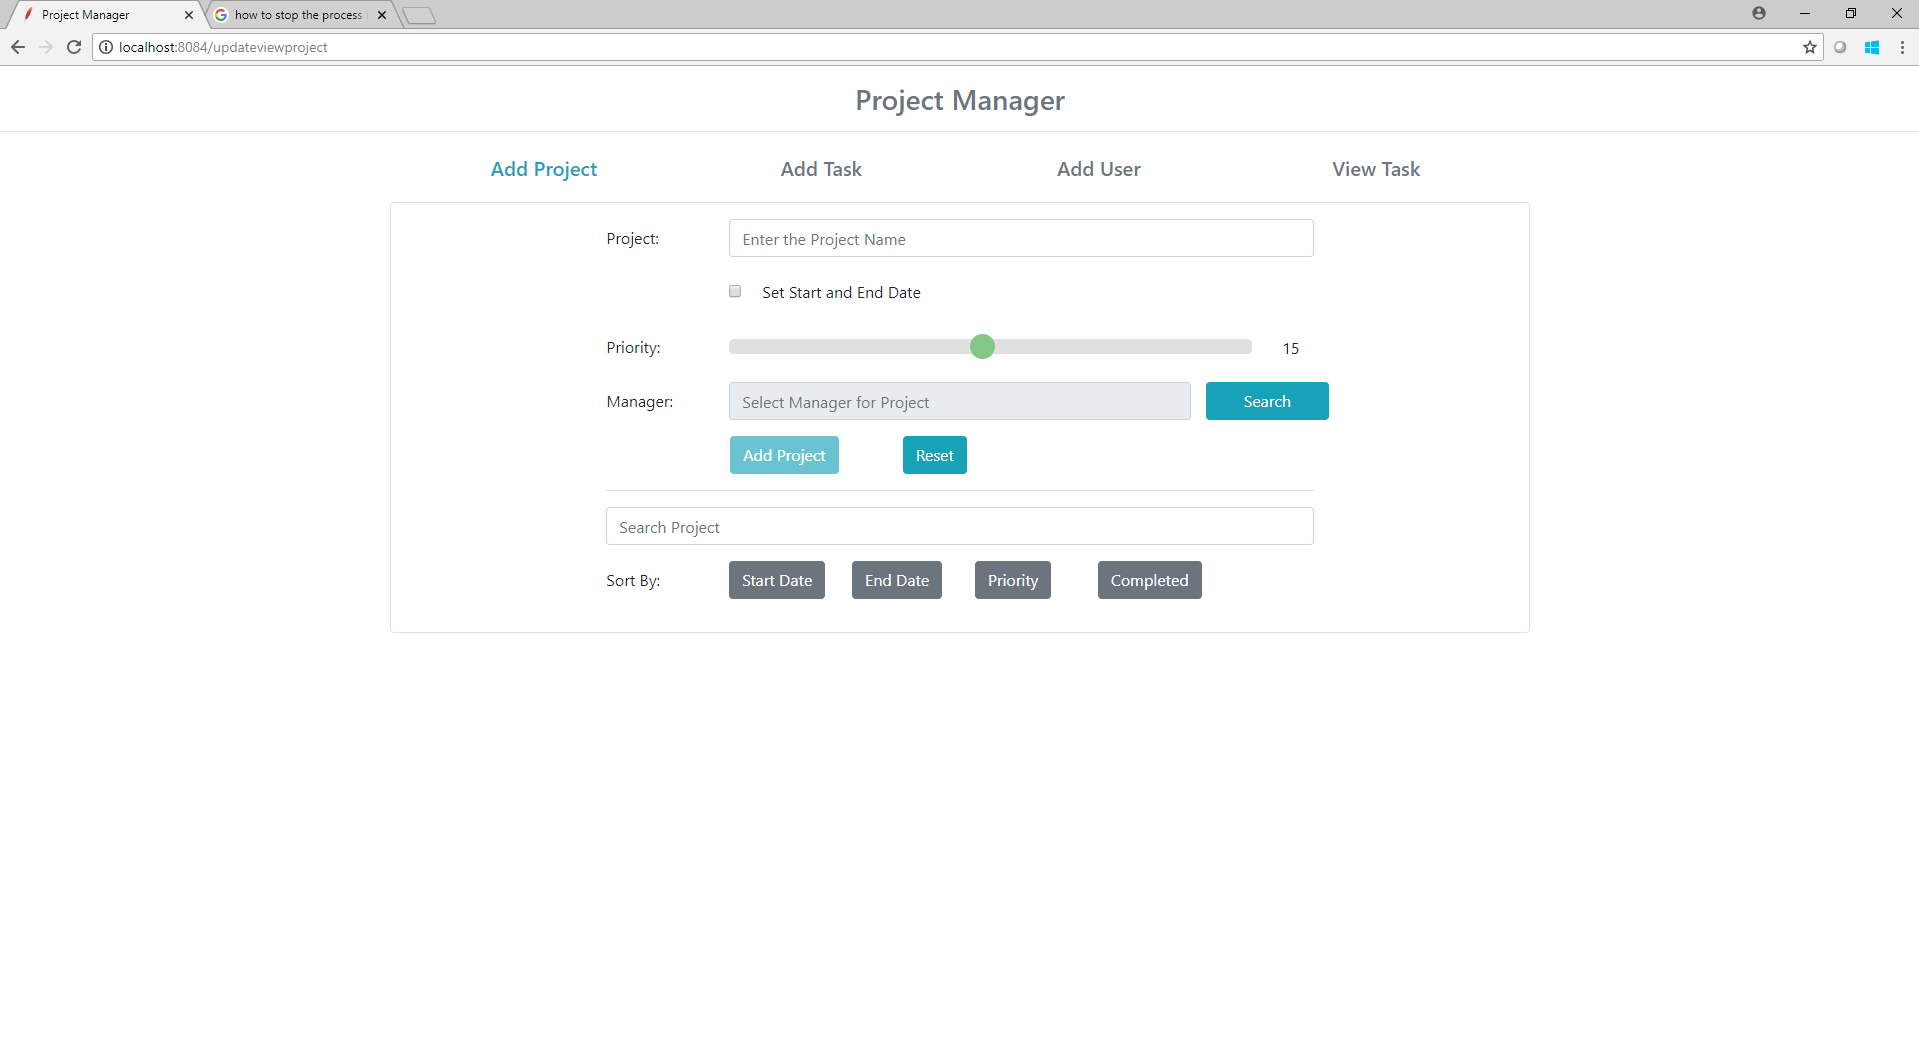 Project Manager
how to stop the process
localhost:8084/updateviewproject
Project Manager
Add Project Add Task Add User View Task
Project: Enter the Project Name
Set Start and End Date
Priority: 15
Manager: Select Manager for Project Search
Add Project Reset
Search Project
Sort By: Start Date End Date Priority Completed